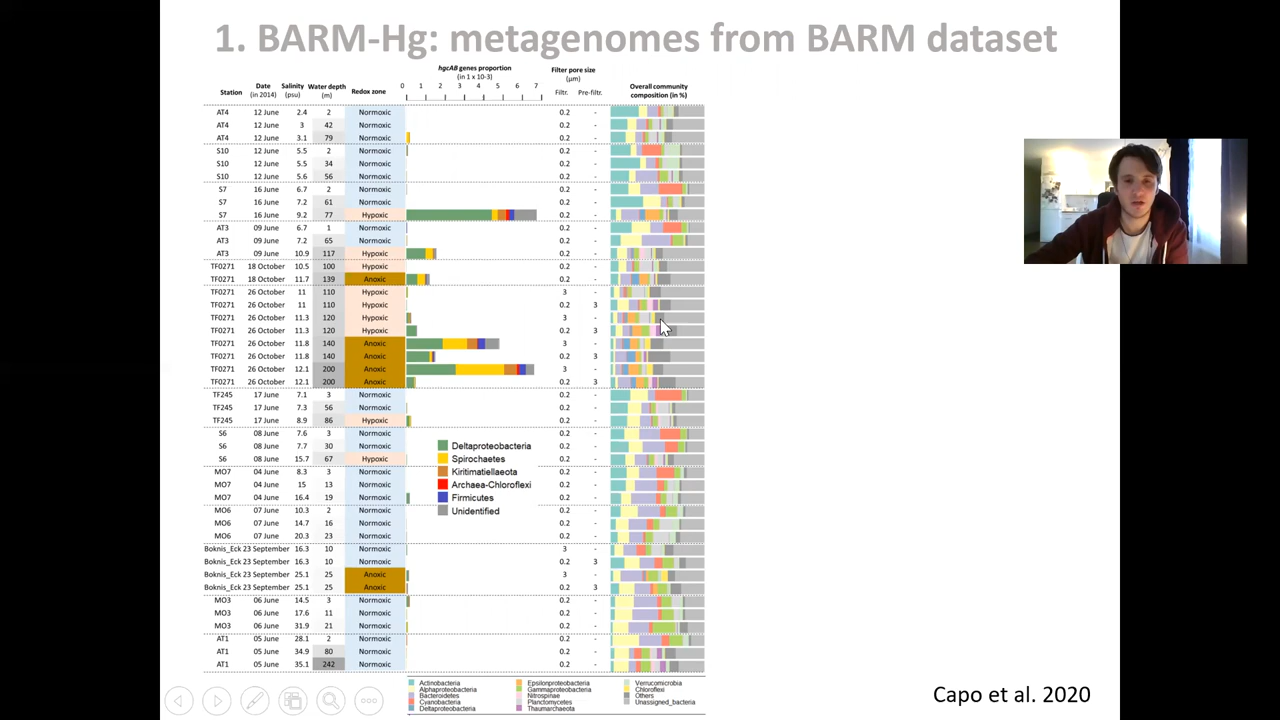 1. BARM-Hg: metagenomes from BARM dataset
hgcAB genes proportion
(in 1 x 10-3)
Filter pore size
(μm)
Overall community
composition (in %)
Station Date (in 2014) Salinity (psu) Water depth (m) Redox zone 0 1 2 3 4 5 6 7 Filtr. Pre-filtr.
AT4 12 June 2.4 2 Normoxic 0.2 -
AT4 12 June 3 42 Normoxic 0.2 -
AT4 12 June 3.1 79 Normoxic 0.2 -
S10 12 June 5.5 2 Normoxic 0.2 -
S10 12 June 5.5 34 Normoxic 0.2 -
S10 12 June 5.6 56 Normoxic 0.2 -
S7 16 June 6.7 2 Normoxic 0.2 -
S7 16 June 7.2 61 Normoxic 0.2 -
S7 16 June 9.2 77 Hypoxic 0.2 -
AT3 09 June 6.7 1 Normoxic 0.2 -
AT3 09 June 7.2 65 Normoxic 0.2 -
AT3 09 June 10.9 117 Hypoxic 0.2 -
TF0271 18 October 10.5 100 Hypoxic 0.2 -
TF0271 18 October 11.7 139 Anoxic 0.2 -
TF0271 26 October 11 110 Hypoxic 3 -
TF0271 26 October 11 110 Hypoxic 0.2 3
TF0271 26 October 11.3 120 Hypoxic 3 -
TF0271 26 October 11.3 120 Hypoxic 0.2 3
TF0271 26 October 11.8 140 Anoxic 3 -
TF0271 26 October 11.8 140 Anoxic 0.2 3
TF0271 26 October 12.1 200 Anoxic 3 -
TF0271 26 October 12.1 200 Anoxic 0.2 3
TF245 17 June 7.1 3 Normoxic 0.2 -
TF245 17 June 7.3 56 Normoxic 0.2 -
TF245 17 June 8.9 86 Hypoxic 0.2 -
S6 08 June 7.6 3 Normoxic 0.2 -
S6 08 June 7.7 30 Normoxic 0.2 -
S6 08 June 15.7 67 Hypoxic 0.2 -
MO7 04 June 8.3 3 Normoxic 0.2 -
MO7 04 June 15 13 Normoxic 0.2 -
MO7 04 June 16.4 19 Normoxic 0.2 -
MO6 07 June 10.3 2 Normoxic 0.2 -
MO6 07 June 14.7 16 Normoxic 0.2 -
MO6 07 June 20.3 23 Normoxic 0.2 -
Boknis_Eck 23 September 16.3 10 Normoxic 3 -
Boknis_Eck 23 September 16.3 10 Normoxic 0.2 3
Boknis_Eck 23 September 25.1 25 Anoxic 3 -
Boknis_Eck 23 September 25.1 25 Anoxic 0.2 3
MO3 06 June 14.5 3 Normoxic 0.2 -
MO3 06 June 17.6 11 Normoxic 0.2 -
MO3 06 June 31.9 21 Normoxic 0.2 -
AT1 05 June 28.1 2 Normoxic 0.2 -
AT1 05 June 34.9 80 Normoxic 0.2 -
AT1 05 June 35.1 242 Normoxic 0.2 -
Deltaproteobacteria
Spirochaetes
Kiritimatiellaeota
Archaea-Chloroflexi
Firmicutes
Unidentified
Actinobacteria Epsilonproteobacteria Verrucomicrobia
Alphaproteobacteria Gammaproteobacteria Chloroflexi
Bacteroidetes Nitrospinae Others
Cyanobacteria Planctomycetes Unassigned_bacteria
Deltaproteobacteria Thaumarchaeota
Capo et al. 2020